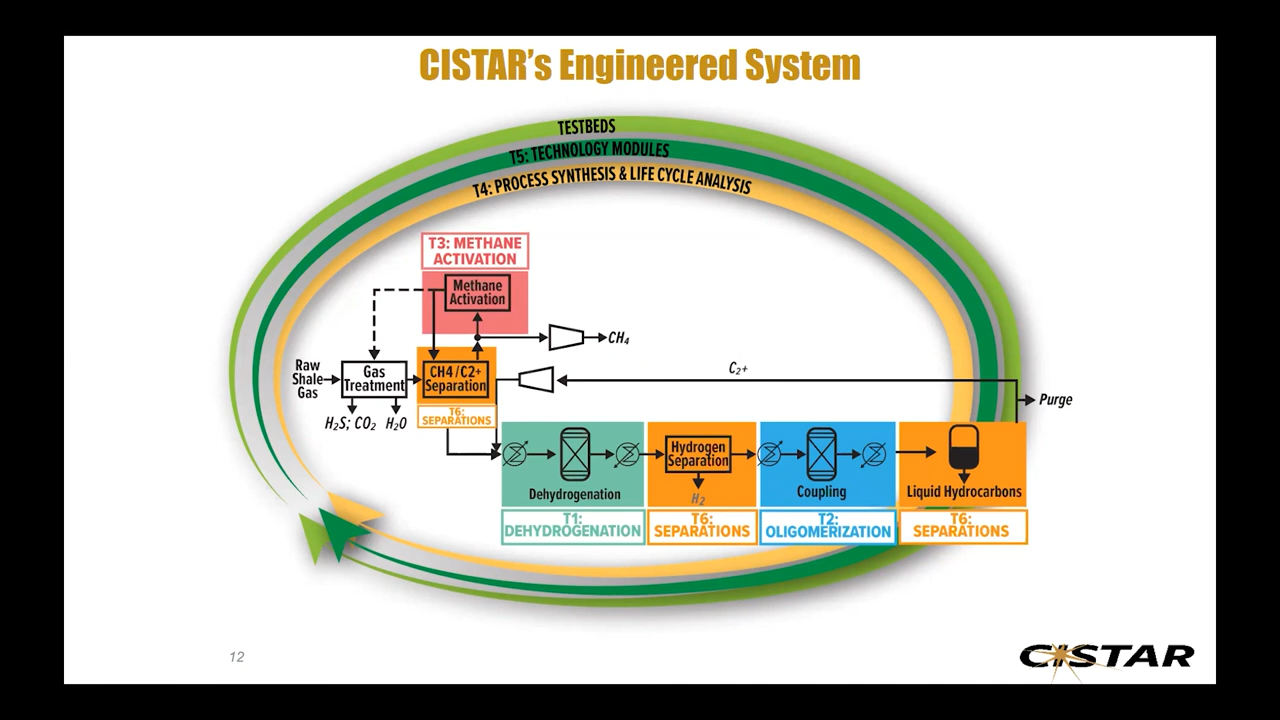 CISTAR's Engineered System
TESTBEDS
T5: TECHNOLOGY MODULES
T4: PROCESS SYNTHESIS & LIFE CYCLE ANALYSIS
T3: METHANE
ACTIVATION
Methane
Activation
CH₄
Raw
Shale
Gas
Gas
Treatment
CH4/C2+
Separation
C₂+
Purge
H₂S; CO₂
H₂O
T6:
SEPARATIONS
Hydrogen
Separation
H₂
Dehydrogenation
Coupling
Liquid Hydrocarbons
T1:
DEHYDROGENATION
T6:
SEPARATIONS
T2:
OLIGOMERIZATION
T6:
SEPARATIONS
12
CISTAR